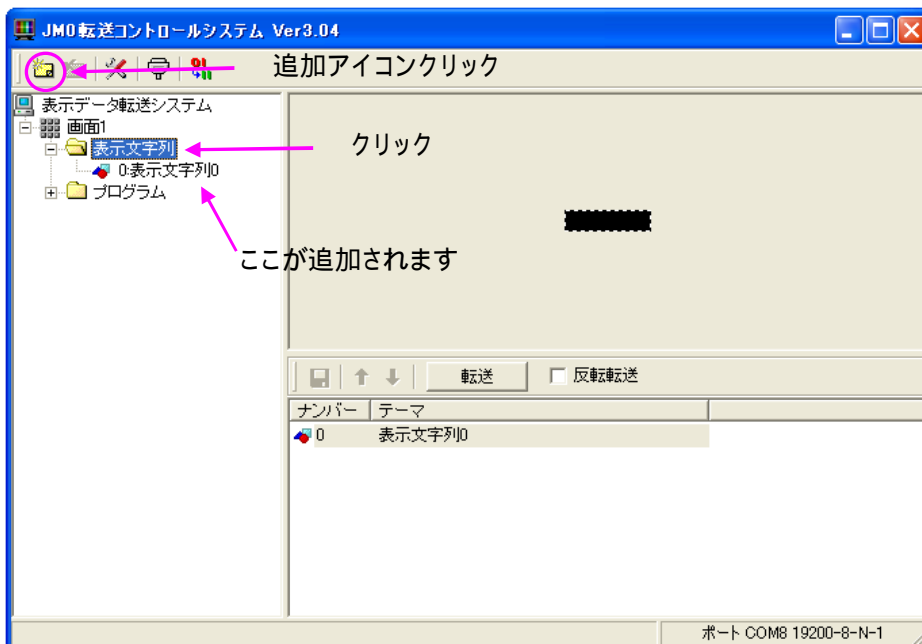 JMO転送コントロールシステム Ver3.04
追加アイコンクリック
表示データ転送システム
画面1
表示文字列
クリック
0:表示文字列0
プログラム
ここが追加されます
転送
反転転送
ナンバー テーマ
0 表示文字列0
ポート COM8 19200-8-N-1